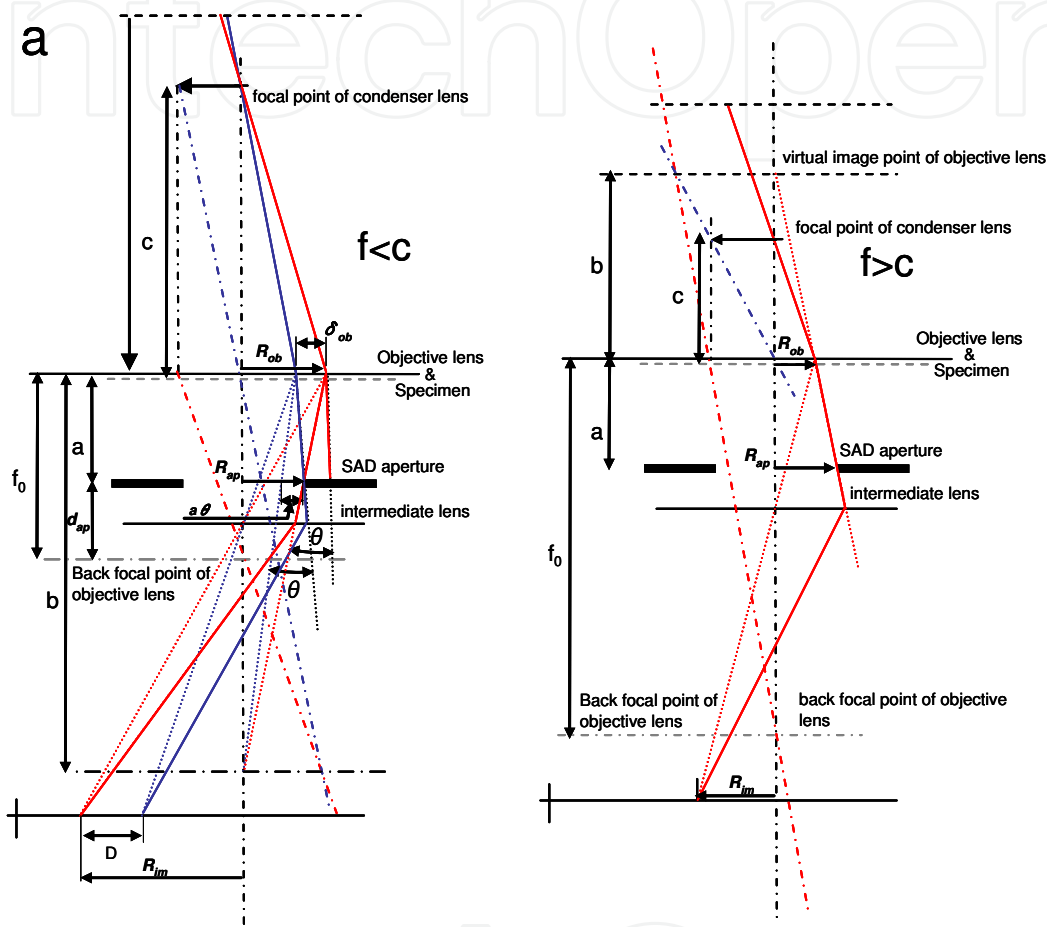 ntechOpen
a
focal point of condenser lens
c
f<c
δob
Rob
Objective lens
&
Specimen
a
f0
Rap
SAD aperture
dap
aθ
intermediate lens
θ
Back focal point of
objective lens
θ
b
D
Rim
virtual image point of objective lens
focal point of condenser lens
b
c
f>c
Rob
Objective lens
&
Specimen
a
Rap
SAD aperture
intermediate lens
f0
Back focal point of
objective lens
back focal point of objective
lens
Rim